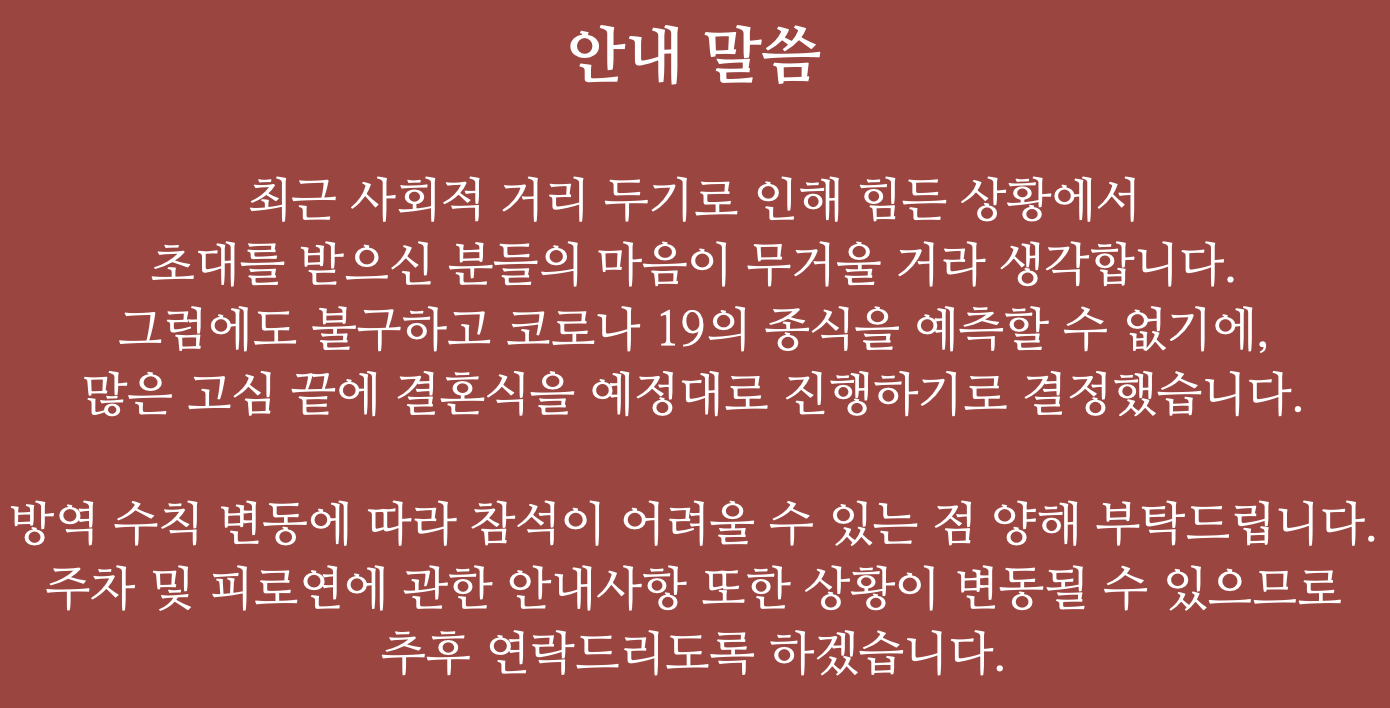 안내 말씀
최근 사회적 거리 두기로 인해 힘든 상황에서
초대를 받으신 분들의 마음이 무거울 거라 생각합니다.
그럼에도 불구하고 코로나 19의 종식을 예측할 수 없기에,
많은 고심 끝에 결혼식을 예정대로 진행하기로 결정했습니다.
방역 수칙 변동에 따라 참석이 어려울 수 있는 점 양해 부탁드립니다.
주차 및 피로연에 관한 안내사항 또한 상황이 변동될 수 있으므로
추후 연락드리도록 하겠습니다.